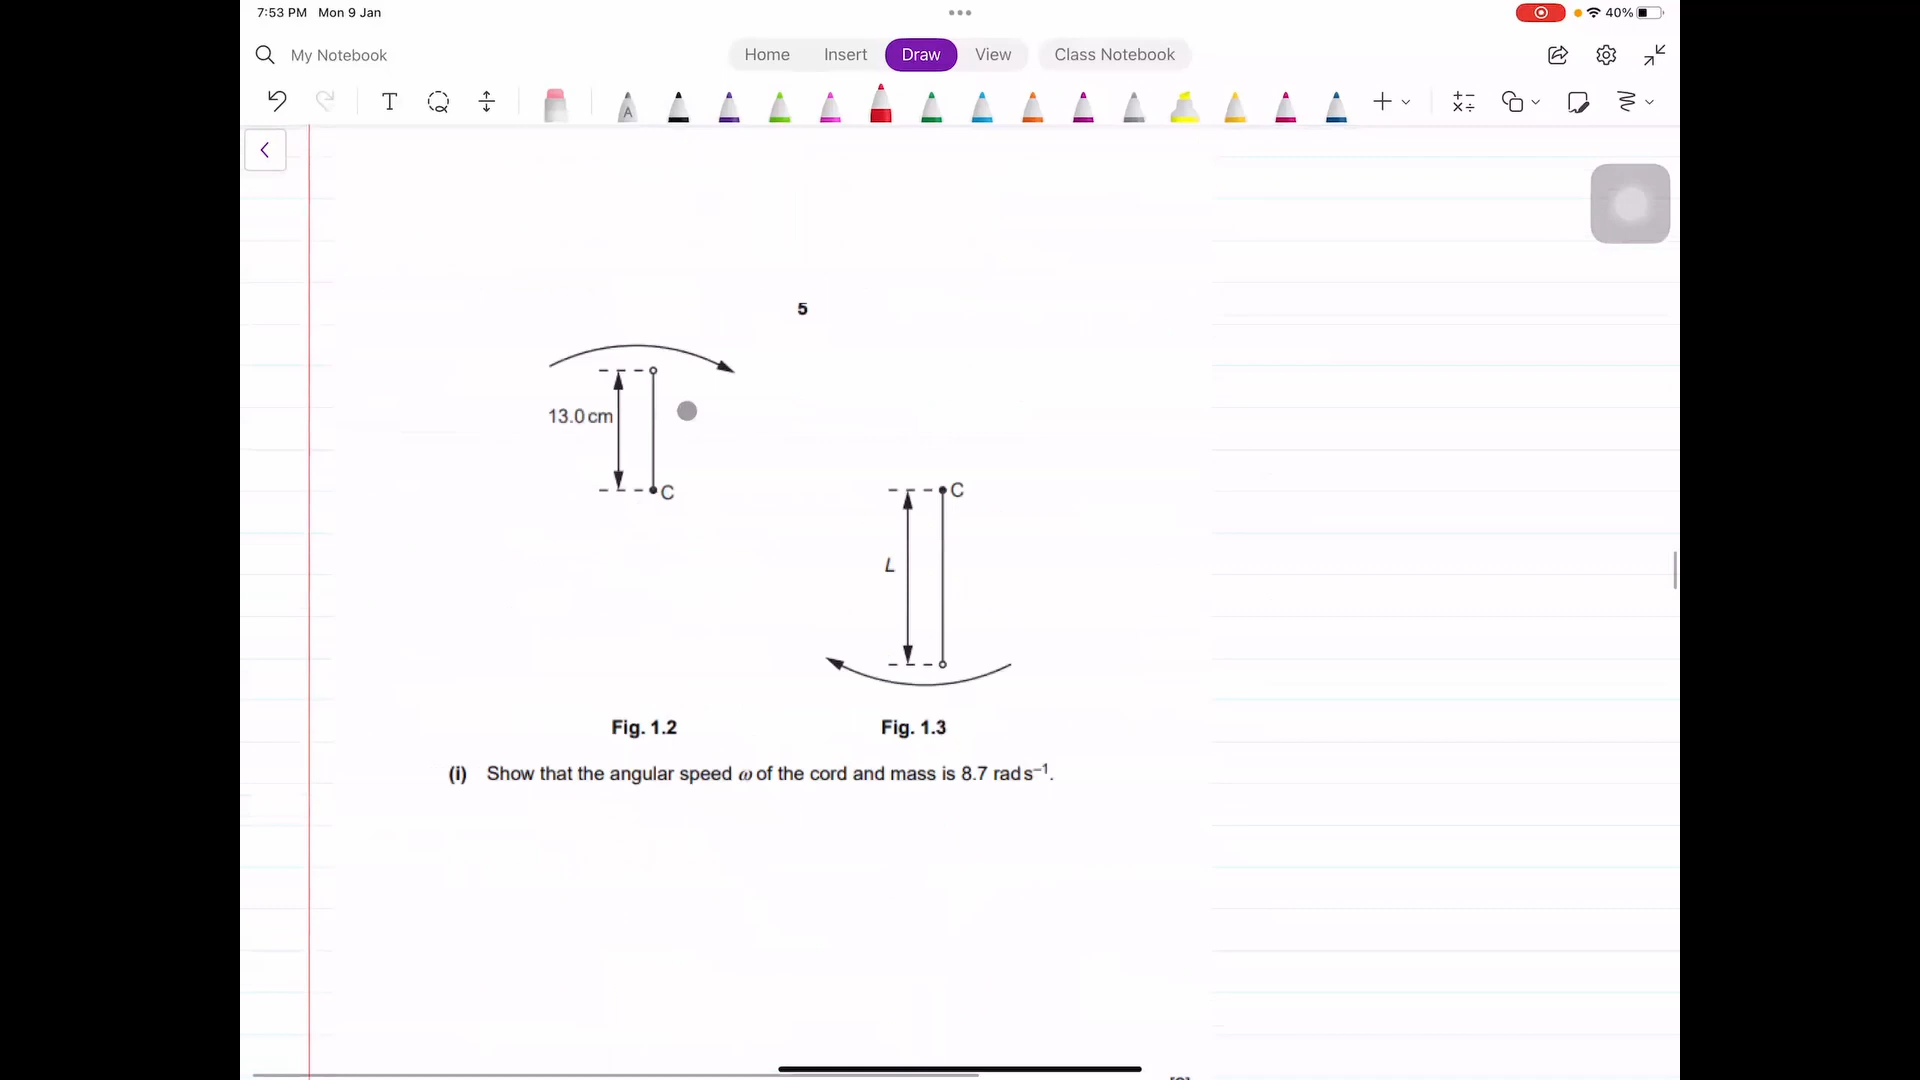 7:53 PM Mon 9 Jan
40%
My Notebook
Home Insert Draw View Class Notebook
T
A
5
13.0 cm
C
C
L
Fig. 1.2 Fig. 1.3
(i) Show that the angular speed ω of the cord and mass is 8.7 rad s⁻¹.